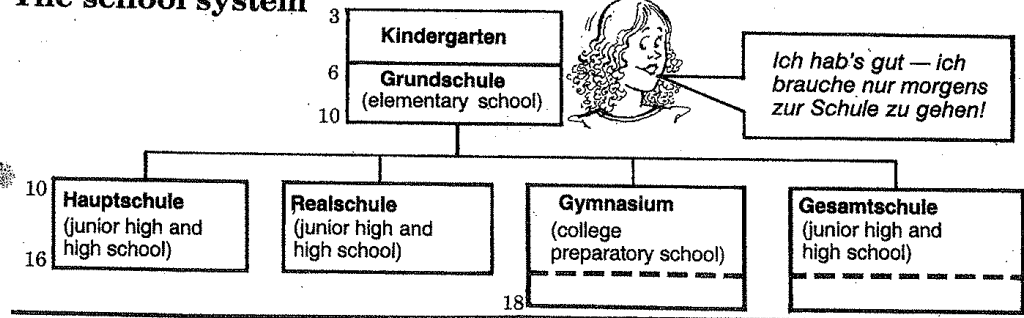 The school system
3
Kindergarten
6
Grundschule
(elementary school)
10
Ich hab's gut — ich
brauche nur morgens
zur Schule zu gehen!
10
Hauptschule
(junior high and
high school)
16
Realschule
(junior high and
high school)
Gymnasium
(college
preparatory school)
18
Gesamtschule
(junior high and
high school)